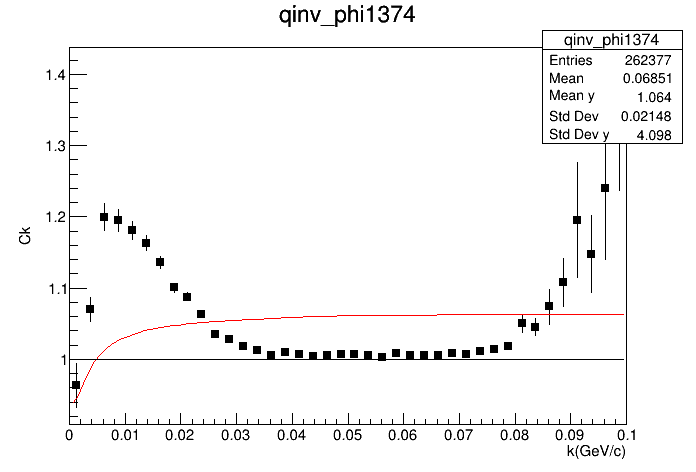 qinv_phi1374
qinv_phi1374
Entries 262377
Mean 0.06851
Mean y 1.064
Std Dev 0.02148
Std Dev y 4.098
1.4
1.3
1.2
1.1
1
Ck
0 0.01 0.02 0.03 0.04 0.05 0.06 0.07 0.08 0.09 0.1
k(GeV/c)